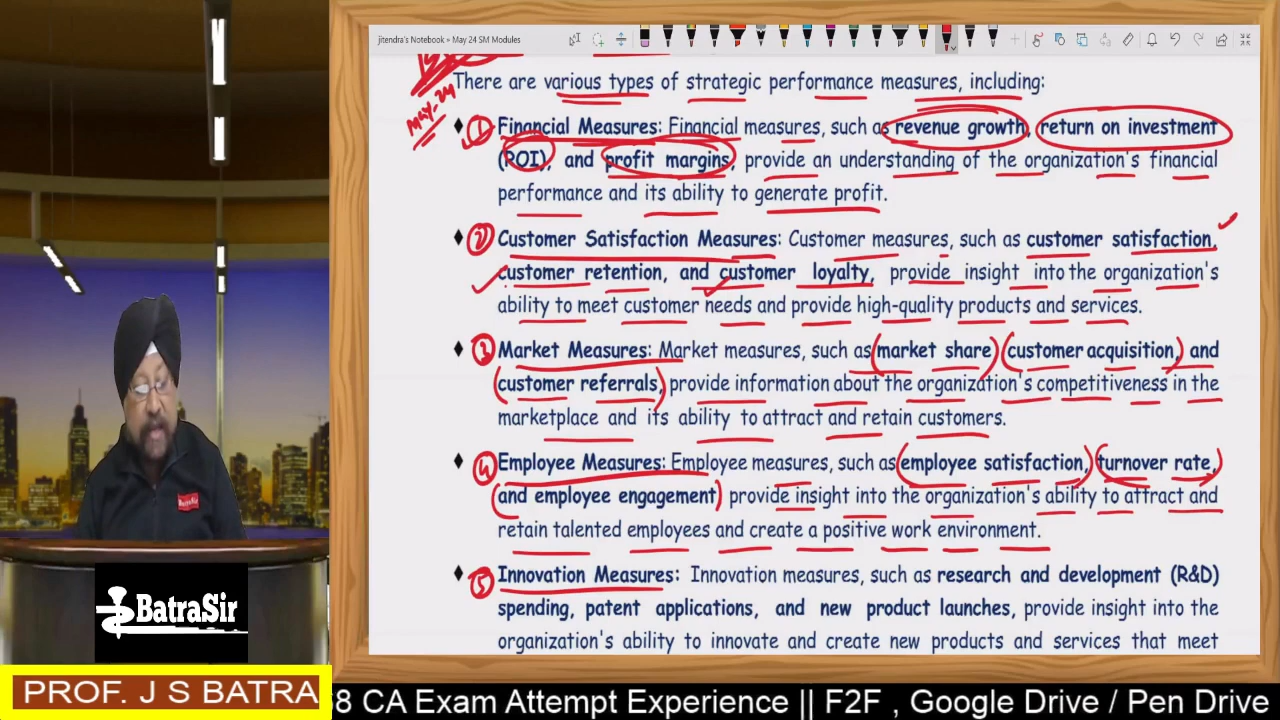 jitendra's Notebook » May 24 SM Modules
There are various types of strategic performance measures, including:
May-24
♦ ① Financial Measures: Financial measures, such as revenue growth, return on investment
(ROI), and profit margins, provide an understanding of the organization's financial
performance and its ability to generate profit.
♦ ② Customer Satisfaction Measures: Customer measures, such as customer satisfaction,
customer retention, and customer loyalty, provide insight into the organization's
ability to meet customer needs and provide high-quality products and services.
♦ ③ Market Measures: Market measures, such as market share, customer acquisition, and
customer referrals, provide information about the organization's competitiveness in the
marketplace and its ability to attract and retain customers.
♦ ④ Employee Measures: Employee measures, such as employee satisfaction, turnover rate,
and employee engagement provide insight into the organization's ability to attract and
retain talented employees and create a positive work environment.
♦ ⑤ Innovation Measures: Innovation measures, such as research and development (R&D)
spending, patent applications, and new product launches, provide insight into the
organization's ability to innovate and create new products and services that meet
BatraSir
PROF. J S BATRA
68 CA Exam Attempt Experience || F2F , Google Drive / Pen Drive